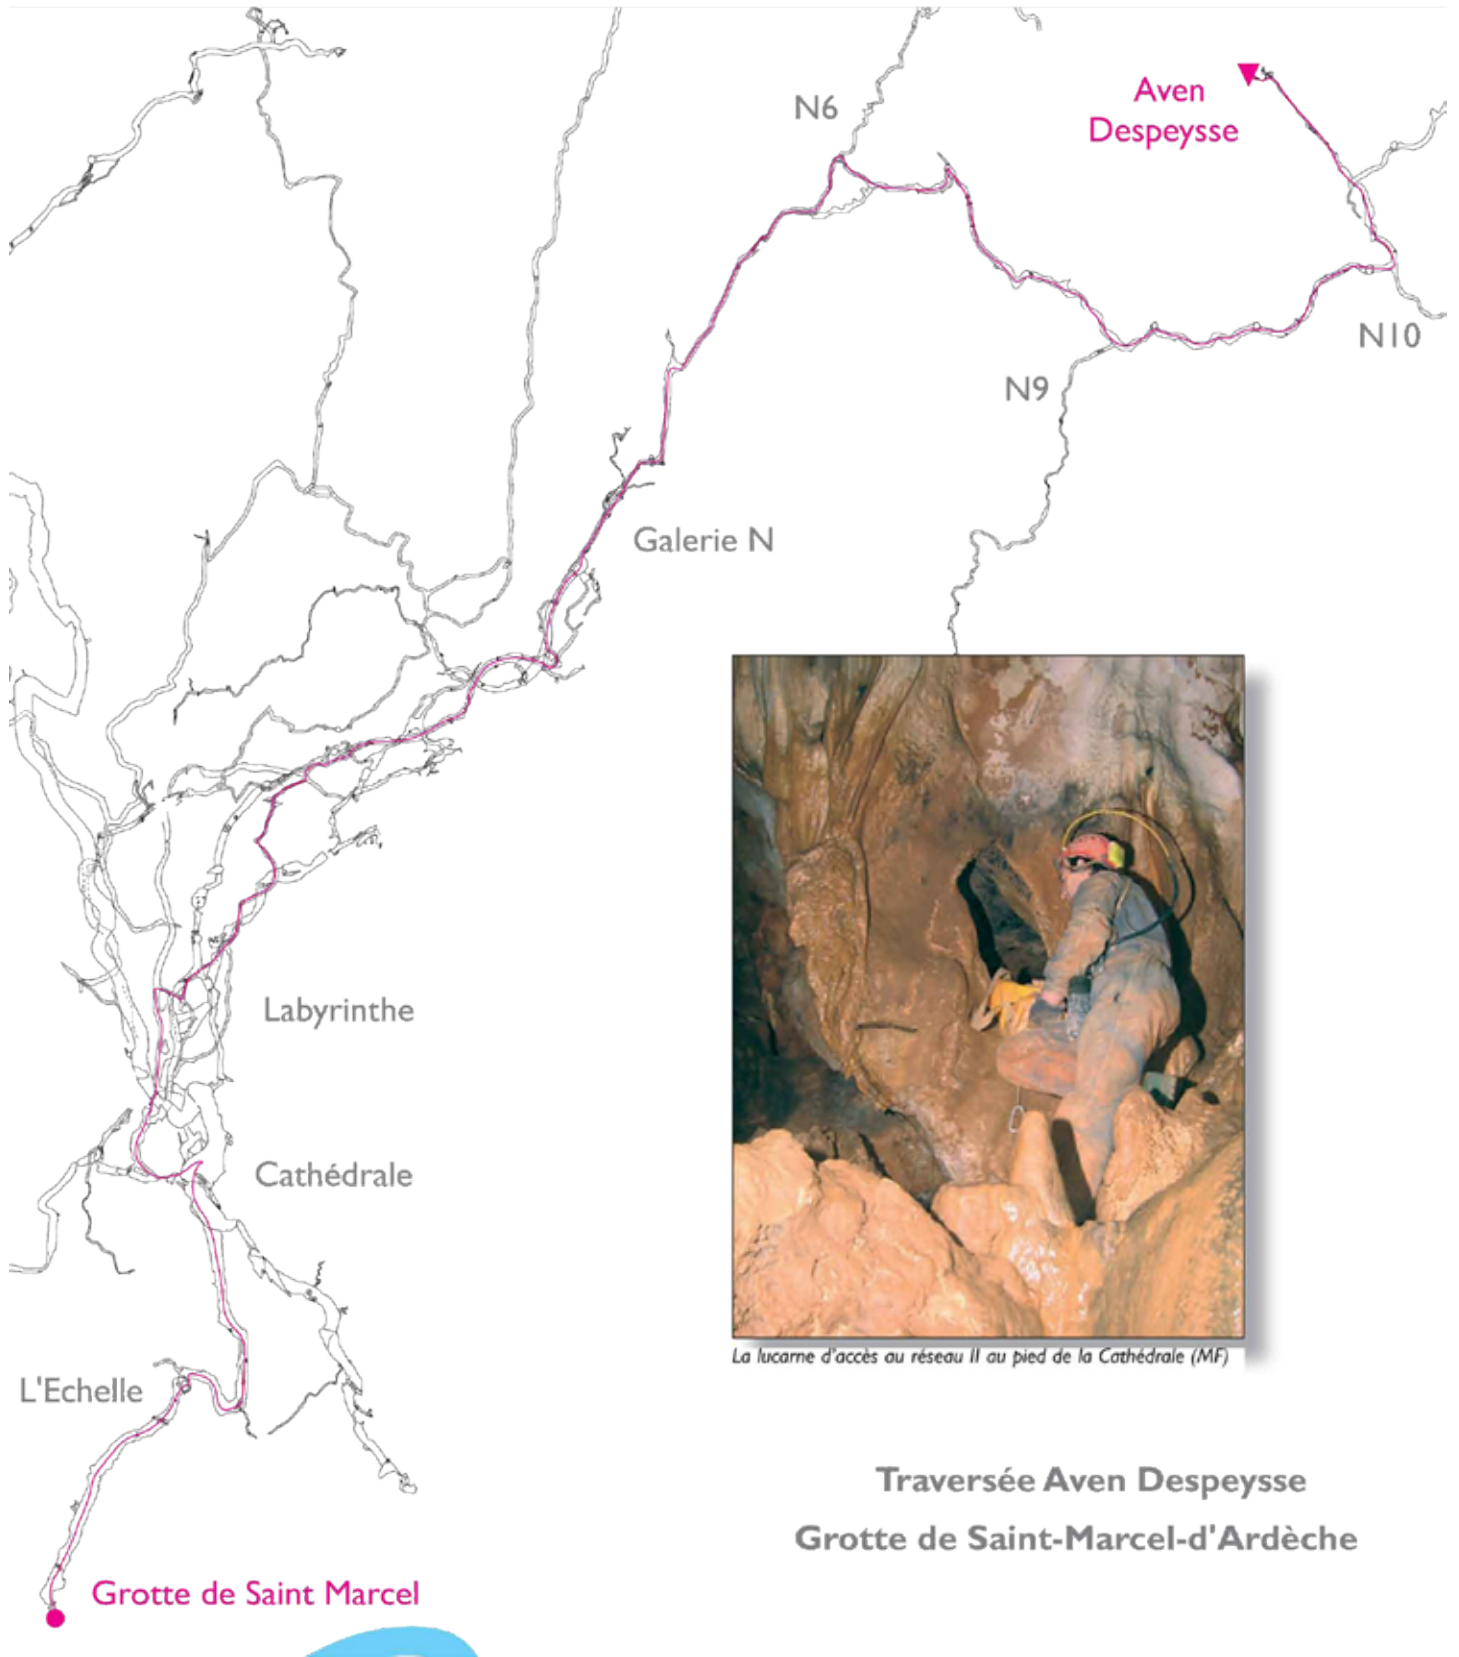 Aven
Despeysse
N6
N10
N9
Galerie N
Labyrinthe
Cathédrale
La lucarne d'accès au réseau II au pied de la Cathédrale (MF)
L'Echelle
Traversée Aven Despeysse
Grotte de Saint-Marcel-d'Ardèche
Grotte de Saint Marcel